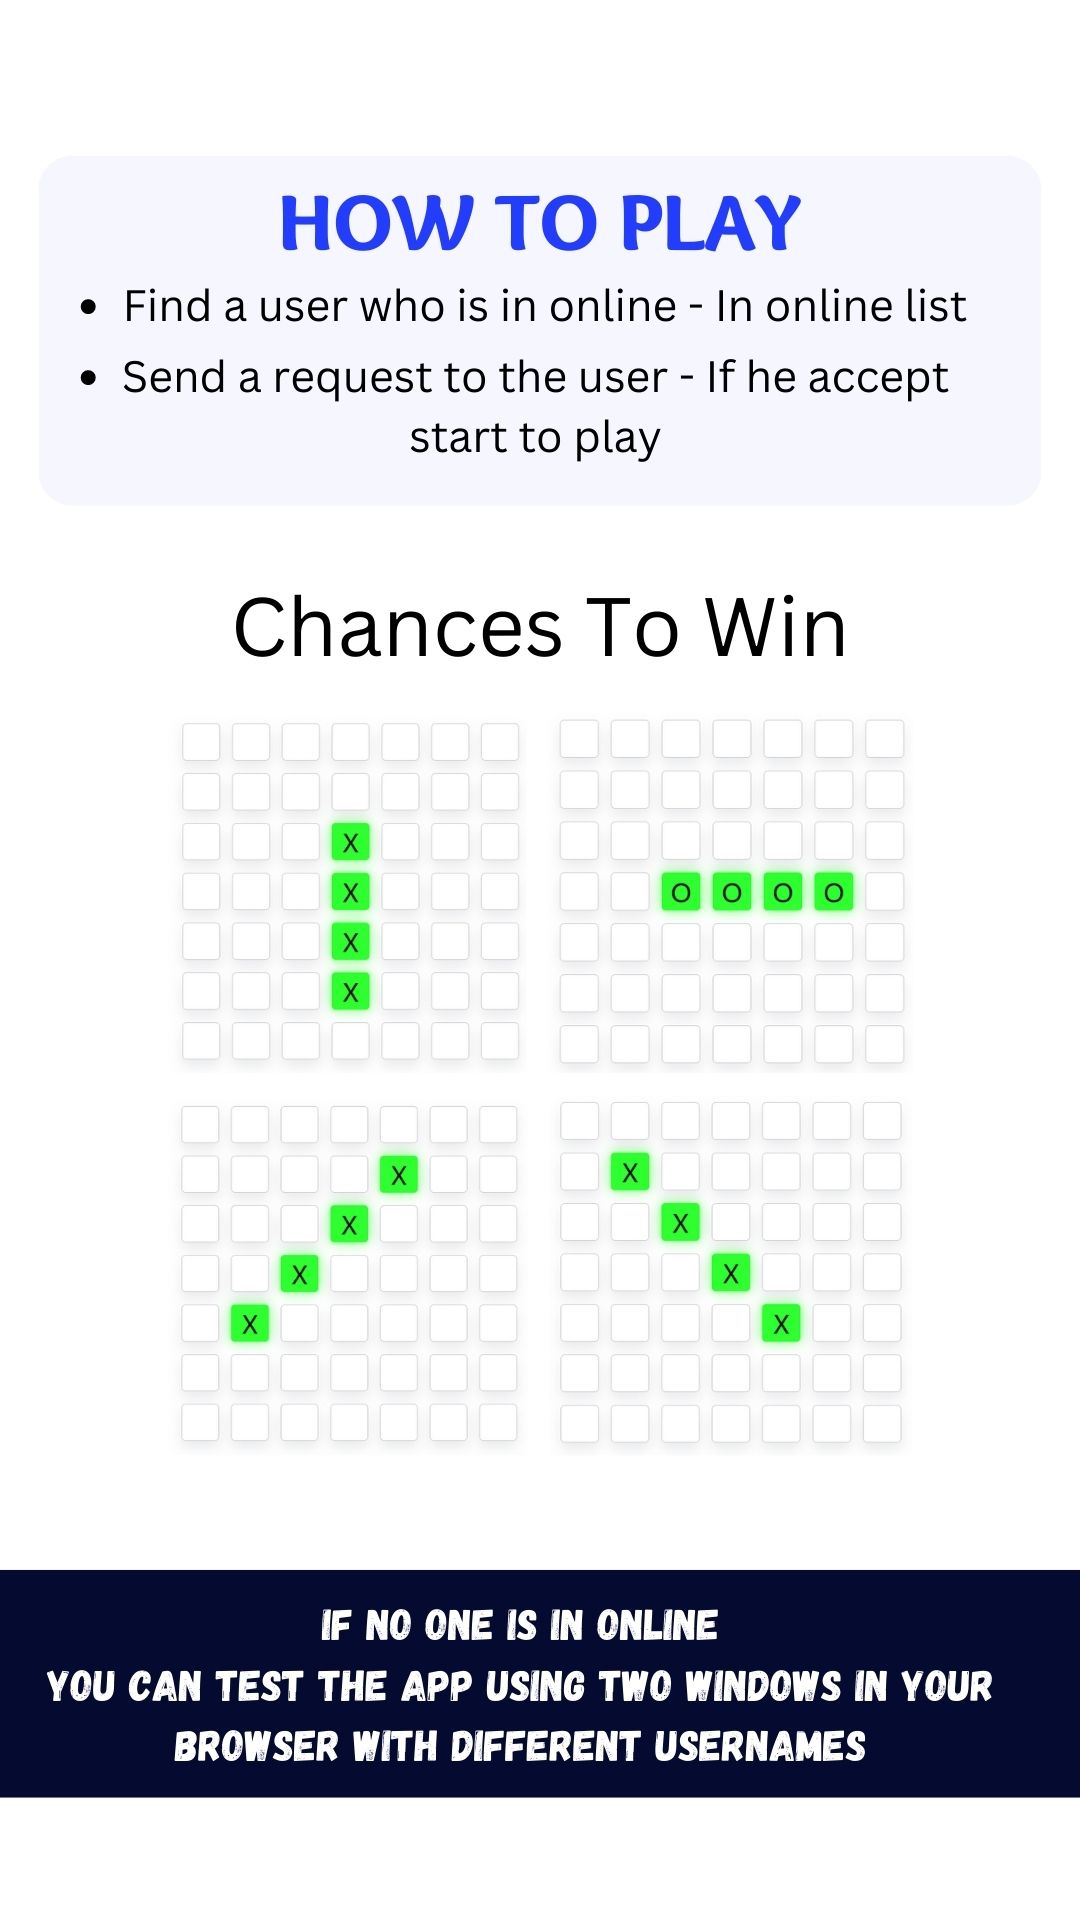 HOW TO PLAY
• Find a user who is in online - In online list
• Send a request to the user - If he accept
start to play
Chances To Win
X
X
X
X
O O O O
X
X
X
X
X
X
X
X
IF NO ONE IS IN ONLINE
YOU CAN TEST THE APP USING TWO WINDOWS IN YOUR
BROWSER WITH DIFFERENT USERNAMES